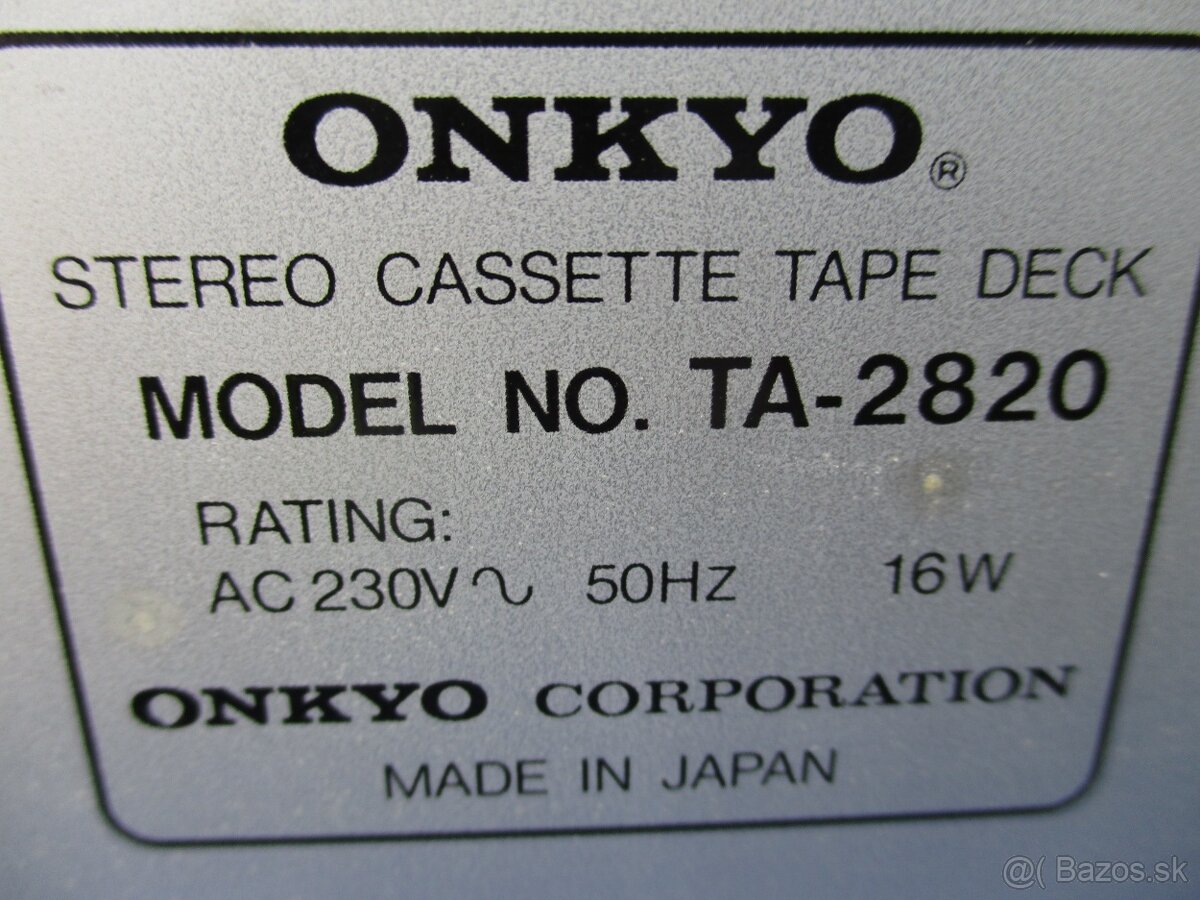 ONKYO®
STEREO CASSETTE TAPE DECK
MODEL NO. TA-2820
RATING:
AC 230V ∿ 50Hz 16W
ONKYO CORPORATION
MADE IN JAPAN
@( Bazos.sk